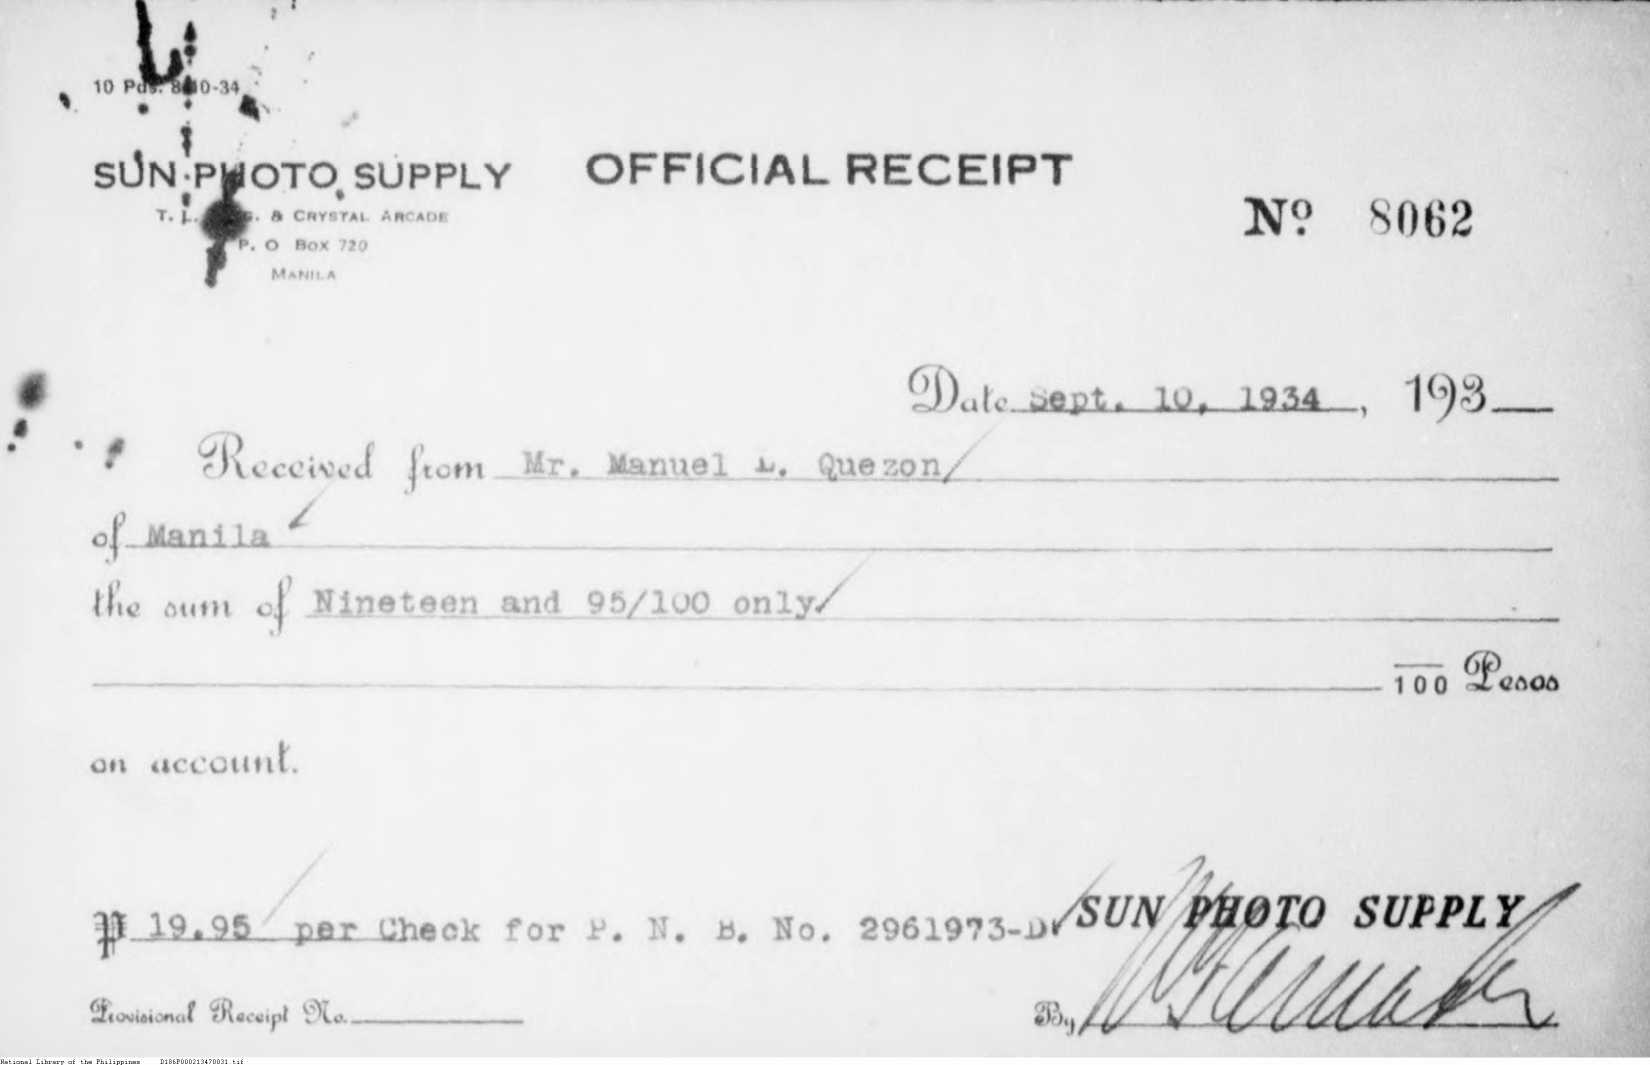 10 Pds. 8-10-34
SUN PHOTO SUPPLY
OFFICIAL RECEIPT
Nº 8062
& CRYSTAL ARCADE
P. O BOX 720
MANILA
Date Sept. 10, 1934, 193
Received from Mr. Manuel L. Quezon
of Manila
the sum of Nineteen and 95/100 only
100 Pesos
on account.
₱ 19.95 per Check for P. N. B. No. 2961973-D
SUN PHOTO SUPPLY
Provisional Receipt No.
By
National Library of the Philippines D186P000213470031.tif